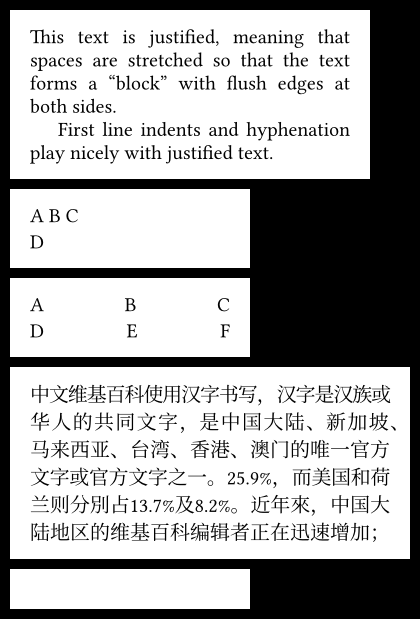 This text is justified, meaning that
spaces are stretched so that the text
forms a “block” with flush edges at
both sides.
First line indents and hyphenation
play nicely with justified text.
A B C
D
A B C
D E F
中文维基百科使用汉字书写，汉字是汉族或
华人的共同文字，是中国大陆、新加坡、
马来西亚、台湾、香港、澳门的唯一官方
文字或官方文字之一。25.9%，而美国和荷
兰则分別占13.7%及8.2%。近年來，中国大
陆地区的维基百科编辑者正在迅速增加；